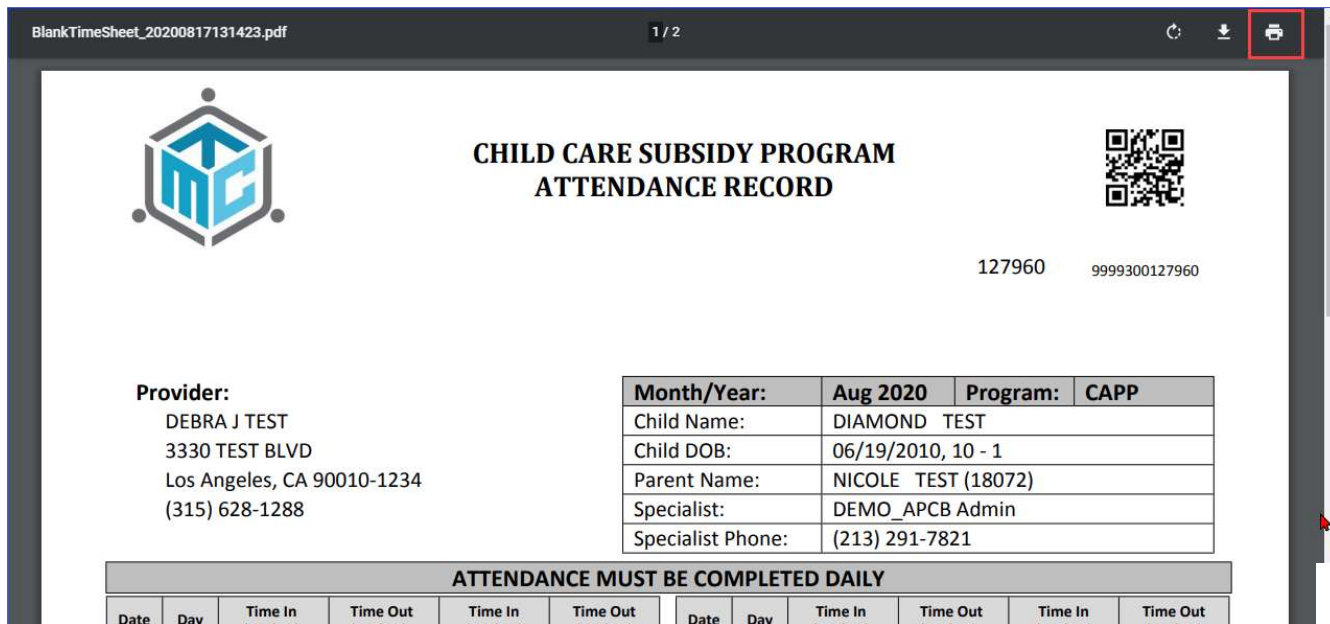 BlankTimeSheet_20200817131423.pdf 1 / 2
TMC
CHILD CARE SUBSIDY PROGRAM
ATTENDANCE RECORD
127960 9999300127960
Provider:
DEBRA J TEST
3330 TEST BLVD
Los Angeles, CA 90010-1234
(315) 628-1288
Month/Year: Aug 2020 Program: CAPP
Child Name: DIAMOND TEST
Child DOB: 06/19/2010, 10 - 1
Parent Name: NICOLE TEST (18072)
Specialist: DEMO_APCB Admin
Specialist Phone: (213) 291-7821
ATTENDANCE MUST BE COMPLETED DAILY
Date Day Time In Time Out Time In Time Out Date Day Time In Time Out Time In Time Out